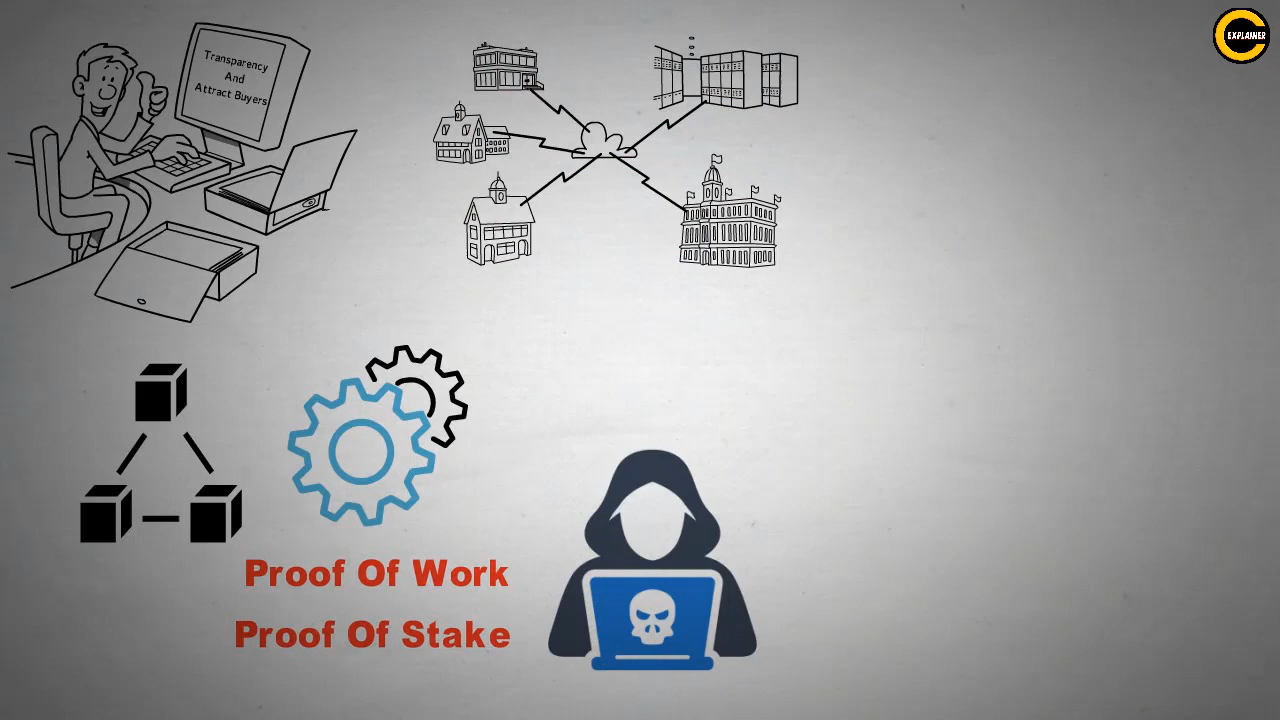 Transparency
And
Attract Buyers
EXPLAINER
Proof Of Work
Proof Of Stake